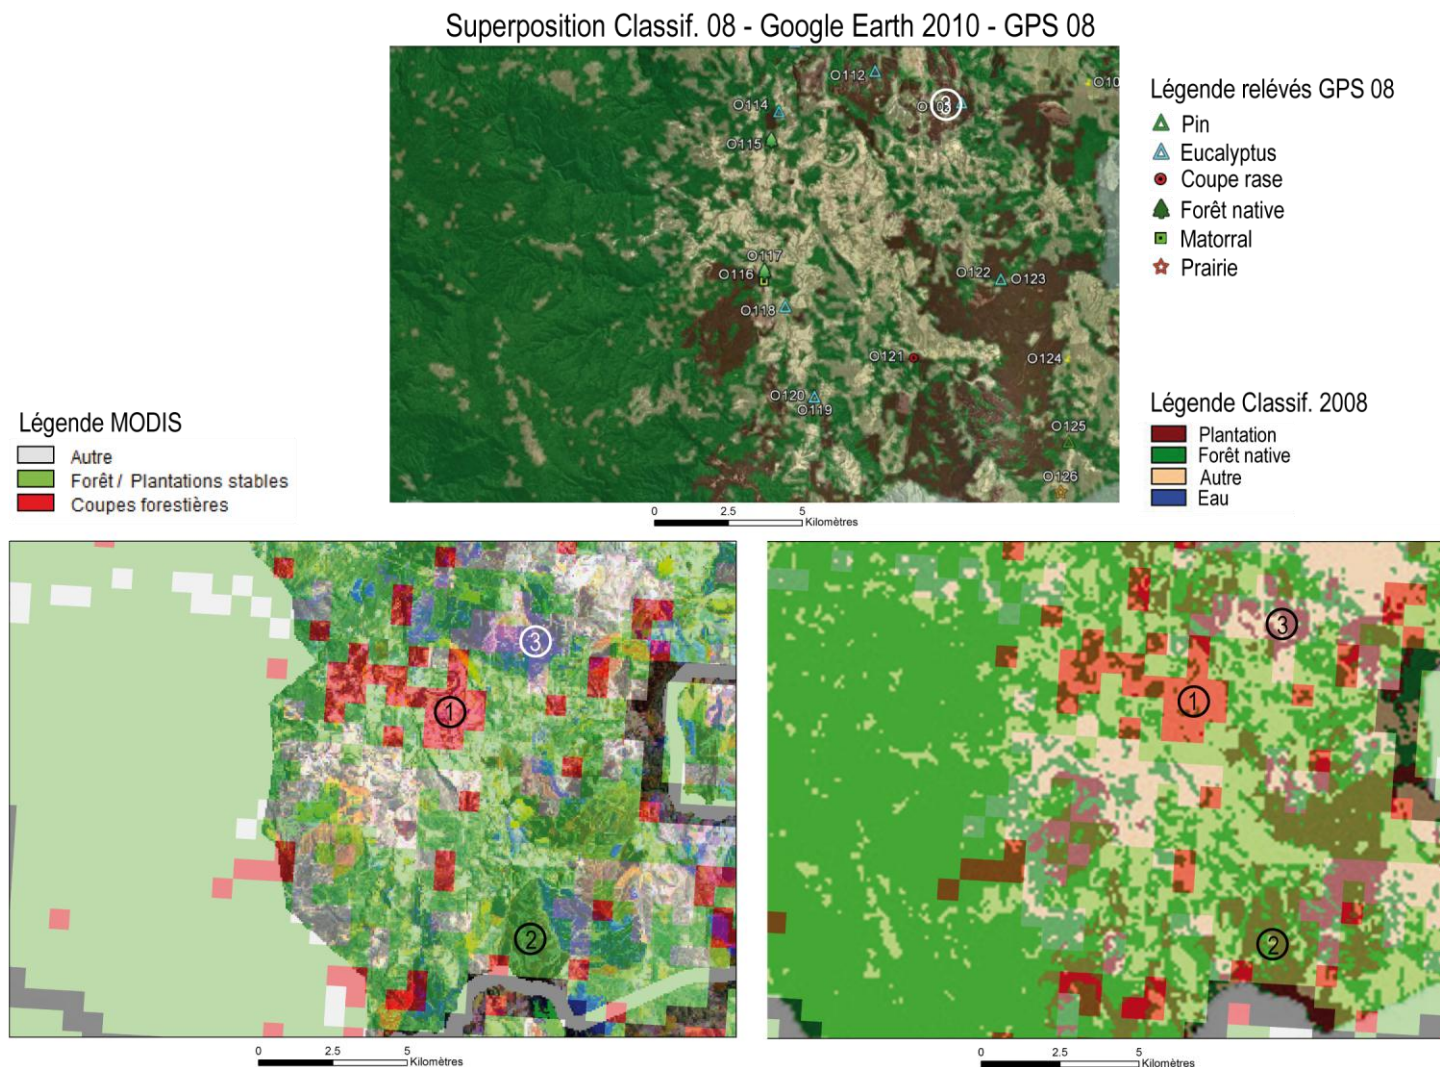 Superposition Classif. 08 - Google Earth 2010 - GPS 08
O112
O10
O114
3
O115
O117
O116
O118
O122
O123
O121
O124
O120
O119
O125
O126
0 2.5 5
Kilomètres
Légende relévés GPS 08
Pin
Eucalyptus
Coupe rase
Forêt native
Matorral
Prairie
Légende Classif. 2008
Plantation
Forêt native
Autre
Eau
Légende MODIS
Autre
Forêt / Plantations stables
Coupes forestières
3
1
2
0 2.5 5
Kilomètres
3
1
2
0 2.5 5
Kilomètres